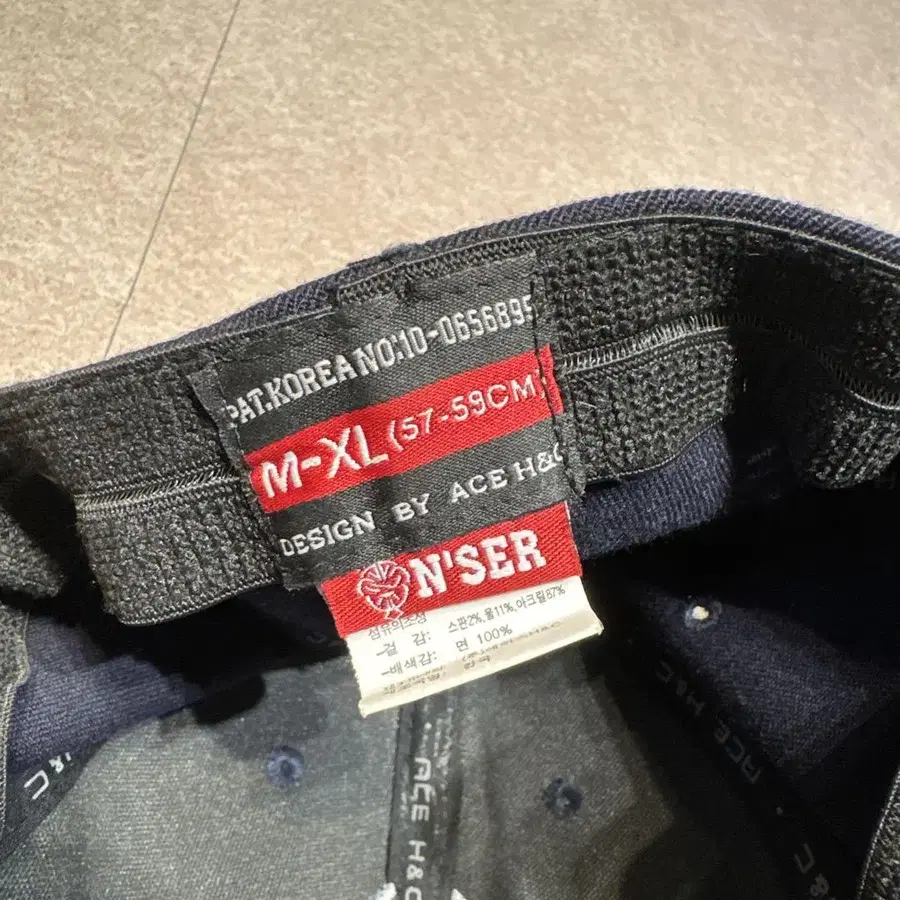 PAT.KOREA NO:10-0656895
M-XL(57-59CM)
DESIGN BY ACE H&C
N'SER
섬유의조성
-겉 감: 스판2%,울11%,아크릴87%
-배색감: 면 100%
H&C
ACE H&C
ACE H&C
&C